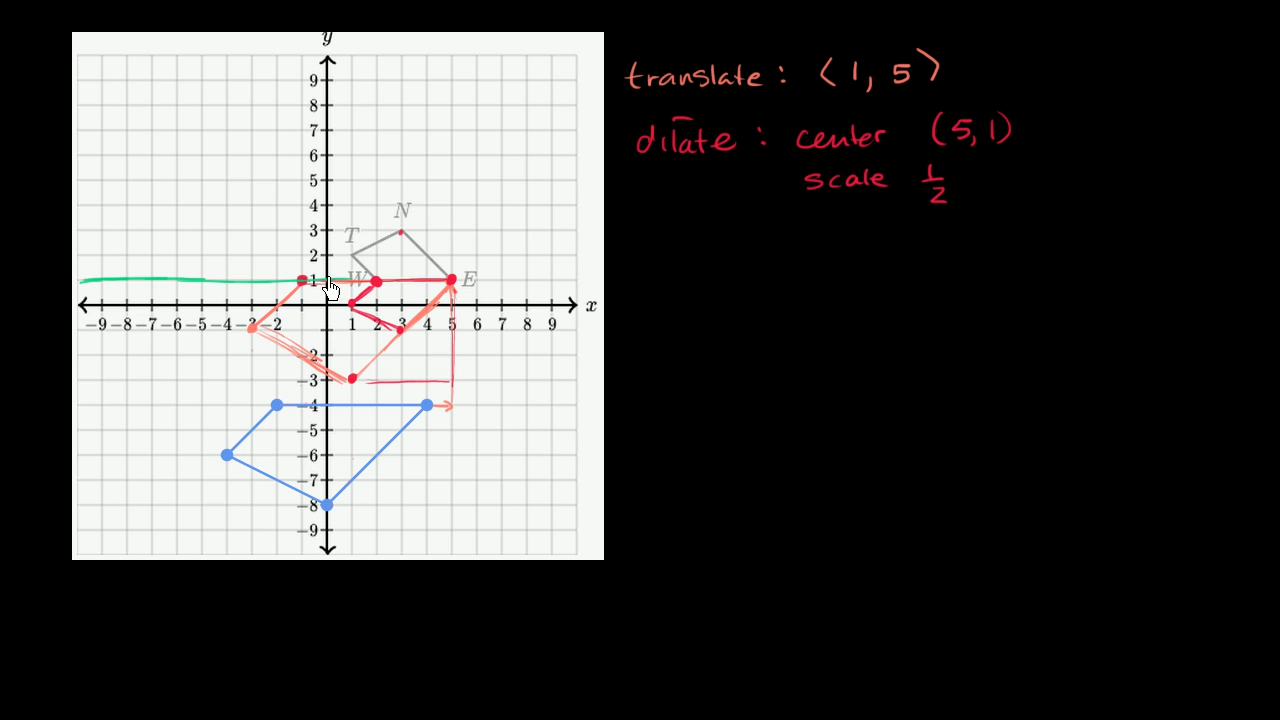 y
translate: ⟨1, 5⟩
dilate: center (5,1)
scale 1/2
9
8
7
6
5
4
3
2
1
N
T
W
E
x
−9 −8 −7 −6 −5 −4 −3 −2 1 2 3 4 5 6 7 8 9
−2
−3
−4
−5
−6
−7
−8
−9